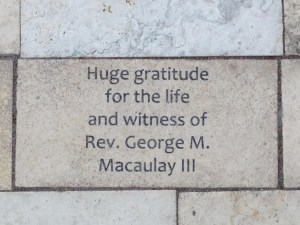 Huge gratitude
for the life
and witness of
Rev. George M.
Macaulay III